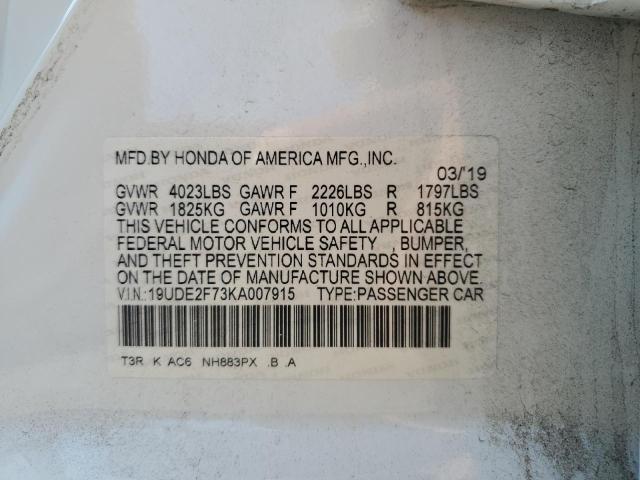 MFD.BY HONDA OF AMERICA MFG.,INC.
03/'19
GVWR 4023LBS GAWR F 2226LBS R 1797LBS
GVWR 1825KG GAWR F 1010KG R 815KG
THIS VEHICLE CONFORMS TO ALL APPLICABLE
FEDERAL MOTOR VEHICLE SAFETY , BUMPER,
AND THEFT PREVENTION STANDARDS IN EFFECT
ON THE DATE OF MANUFACTURE SHOWN ABOVE.
V.I.N.:19UDE2F73KA007915 TYPE:PASSENGER CAR
T3R K AC6 NH883PX .B .A